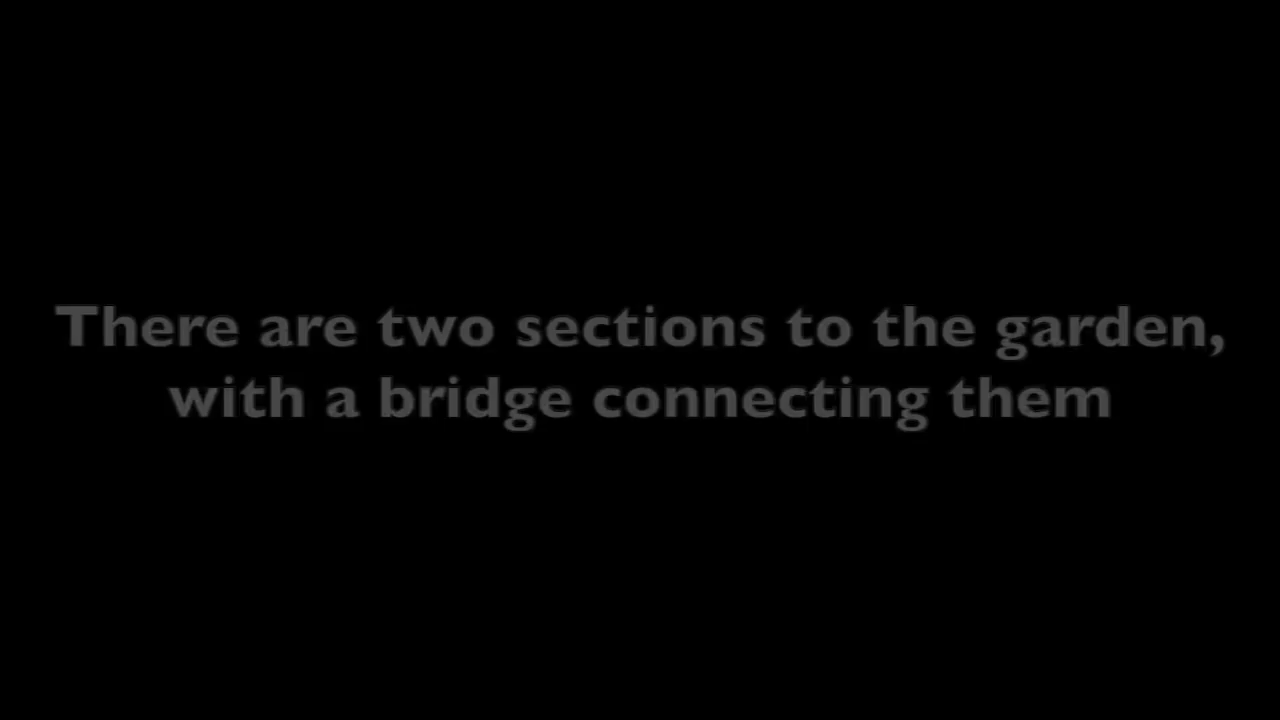 There are two sections to the garden,
with a bridge connecting them